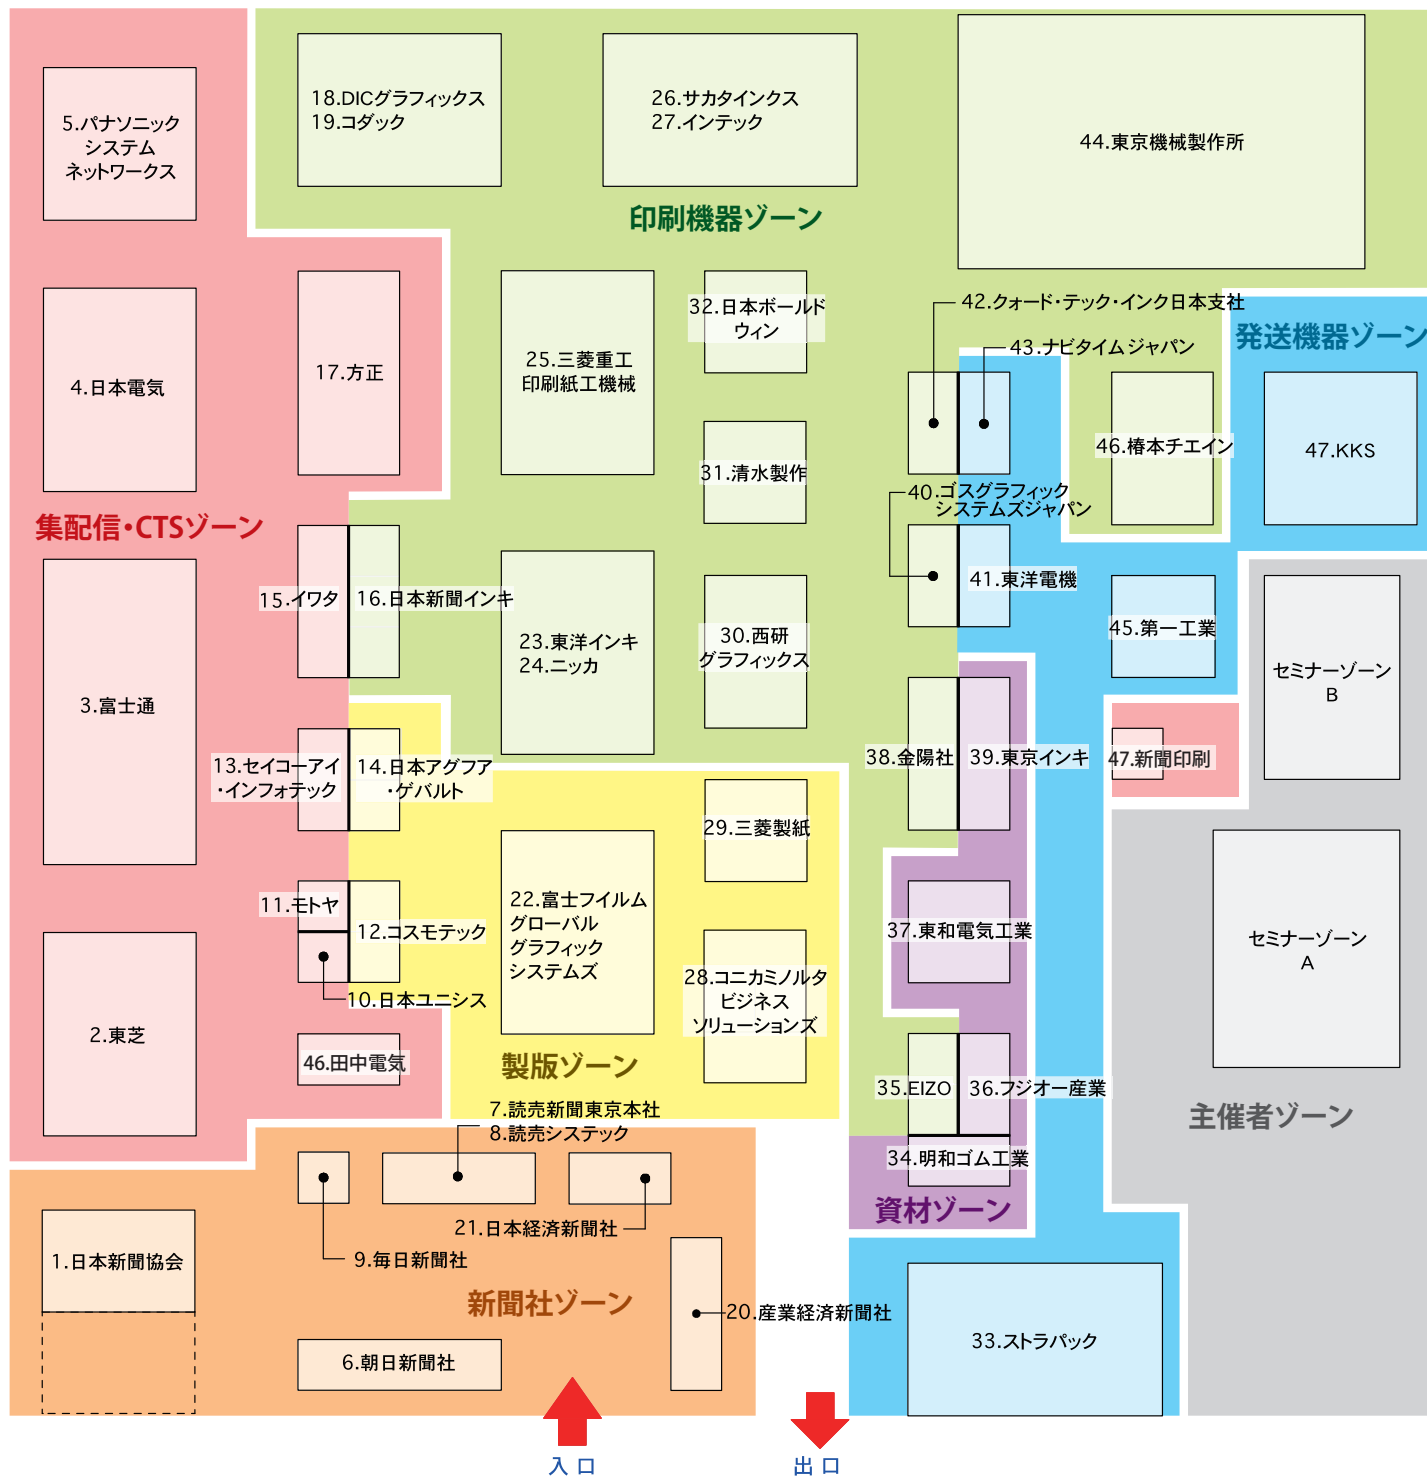 5.パナソニック
システム
ネットワークス
18.DICグラフィックス
19.コダック
26.サカタインクス
27.インテック
44.東京機械製作所
印刷機器ゾーン
4.日本電気
17.方正
25.三菱重工
印刷紙工機械
32.日本ボールド
ウィン
42.クォード・テック・インク日本支社
43.ナビタイムジャパン
発送機器ゾーン
46.椿本チエイン
47.KKS
31.清水製作
40.ゴスグラフィック
システムズジャパン
集配信・CTSゾーン
15.イワタ
16.日本新聞インキ
41.東洋電機
23.東洋インキ
24.ニッカ
30.西研
グラフィックス
45.第一工業
セミナーゾーン
B
3.富士通
13.セイコーアイ
・インフォテック
14.日本アグフア
・ゲバルト
38.金陽社
39.東京インキ
47.新聞印刷
29.三菱製紙
11.モトヤ
12.コスモテック
10.日本ユニシス
22.富士フイルム
グローバル
グラフィック
システムズ
28.コニカミノルタ
ビジネス
ソリューションズ
37.東和電気工業
セミナーゾーン
A
2.東芝
46.田中電気
製版ゾーン
35.EIZO
36.フジオー産業
主催者ゾーン
7.読売新聞東京本社
8.読売システック
34.明和ゴム工業
資材ゾーン
21.日本経済新聞社
9.毎日新聞社
1.日本新聞協会
新聞社ゾーン
20.産業経済新聞社
33.ストラパック
6.朝日新聞社
入口
出口